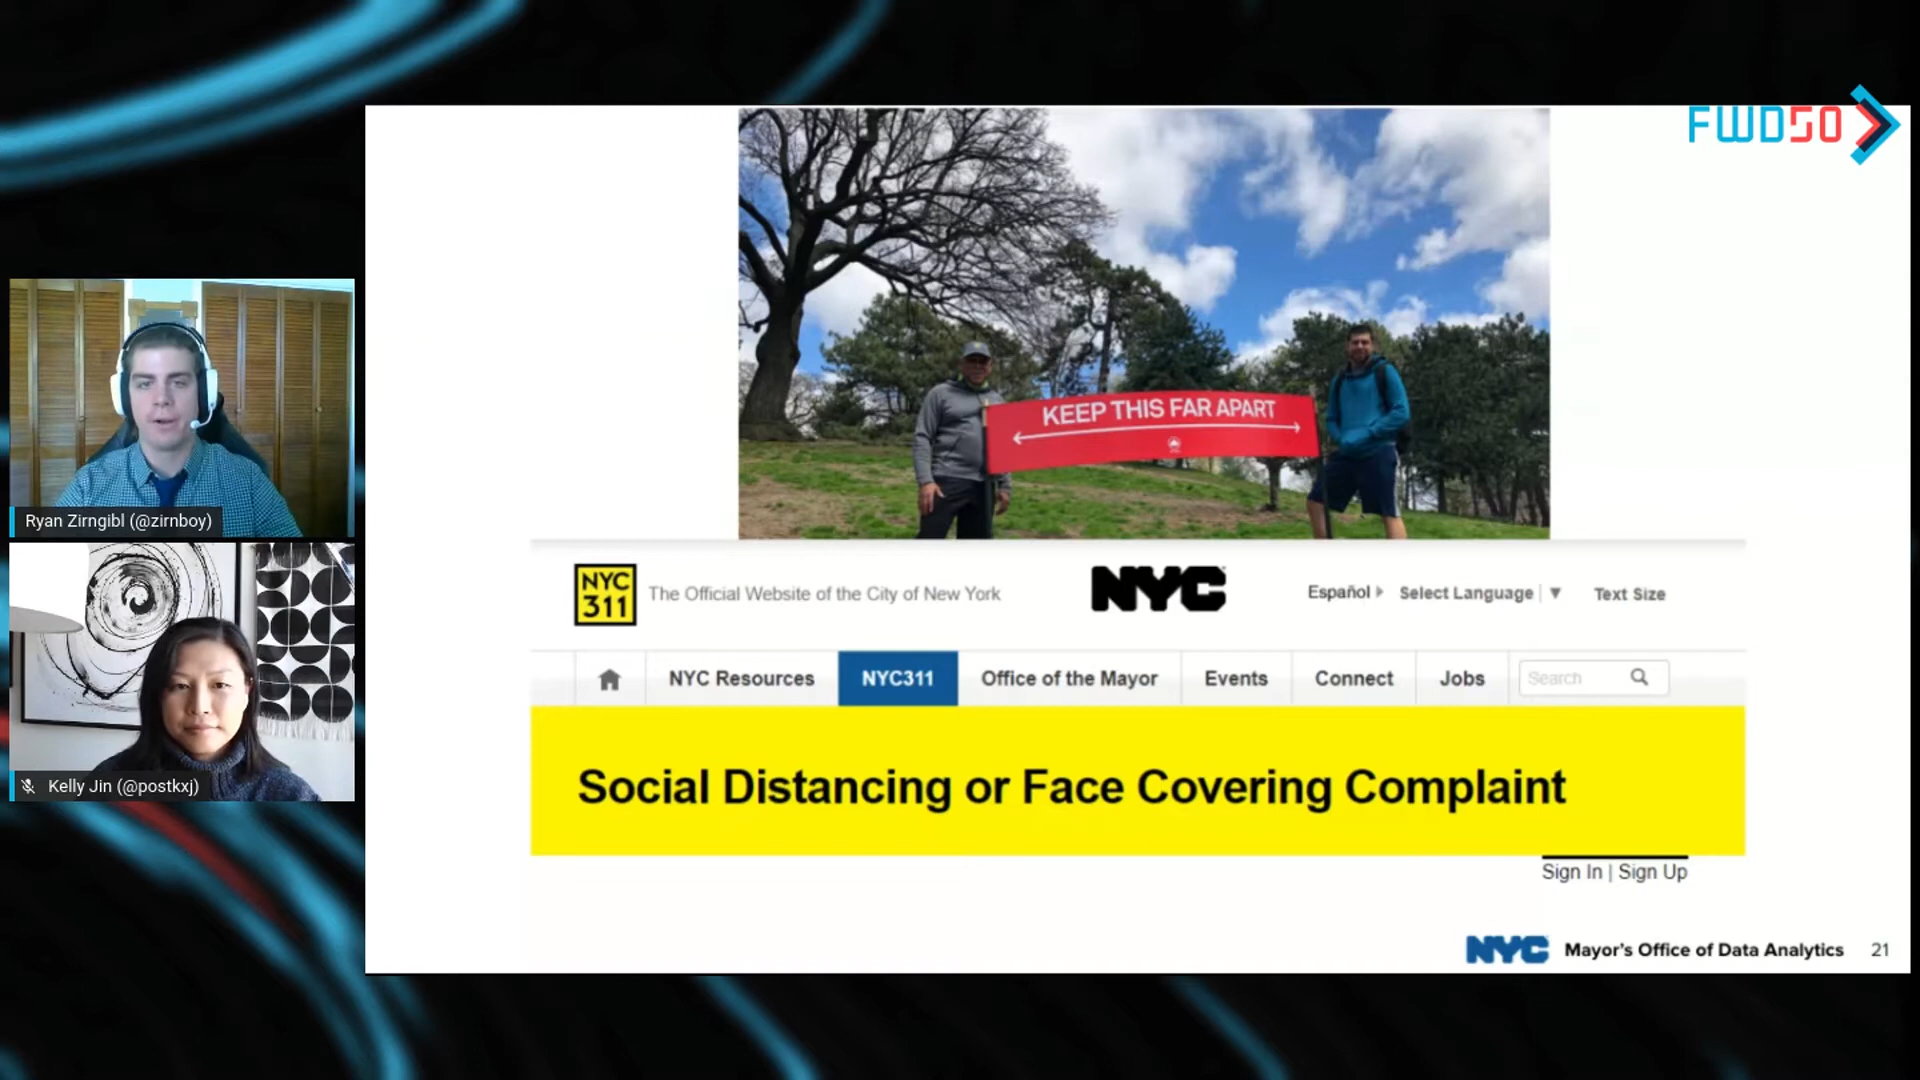 FWD50
KEEP THIS FAR APART
NYC
311
The Official Website of the City of New York
NYC
Español
Select Language
Text Size
NYC Resources
NYC311
Office of the Mayor
Events
Connect
Jobs
Search
Social Distancing or Face Covering Complaint
Sign In | Sign Up
NYC Mayor's Office of Data Analytics 21
Ryan Zirngibl (@zirnboy)
Kelly Jin (@postkxj)